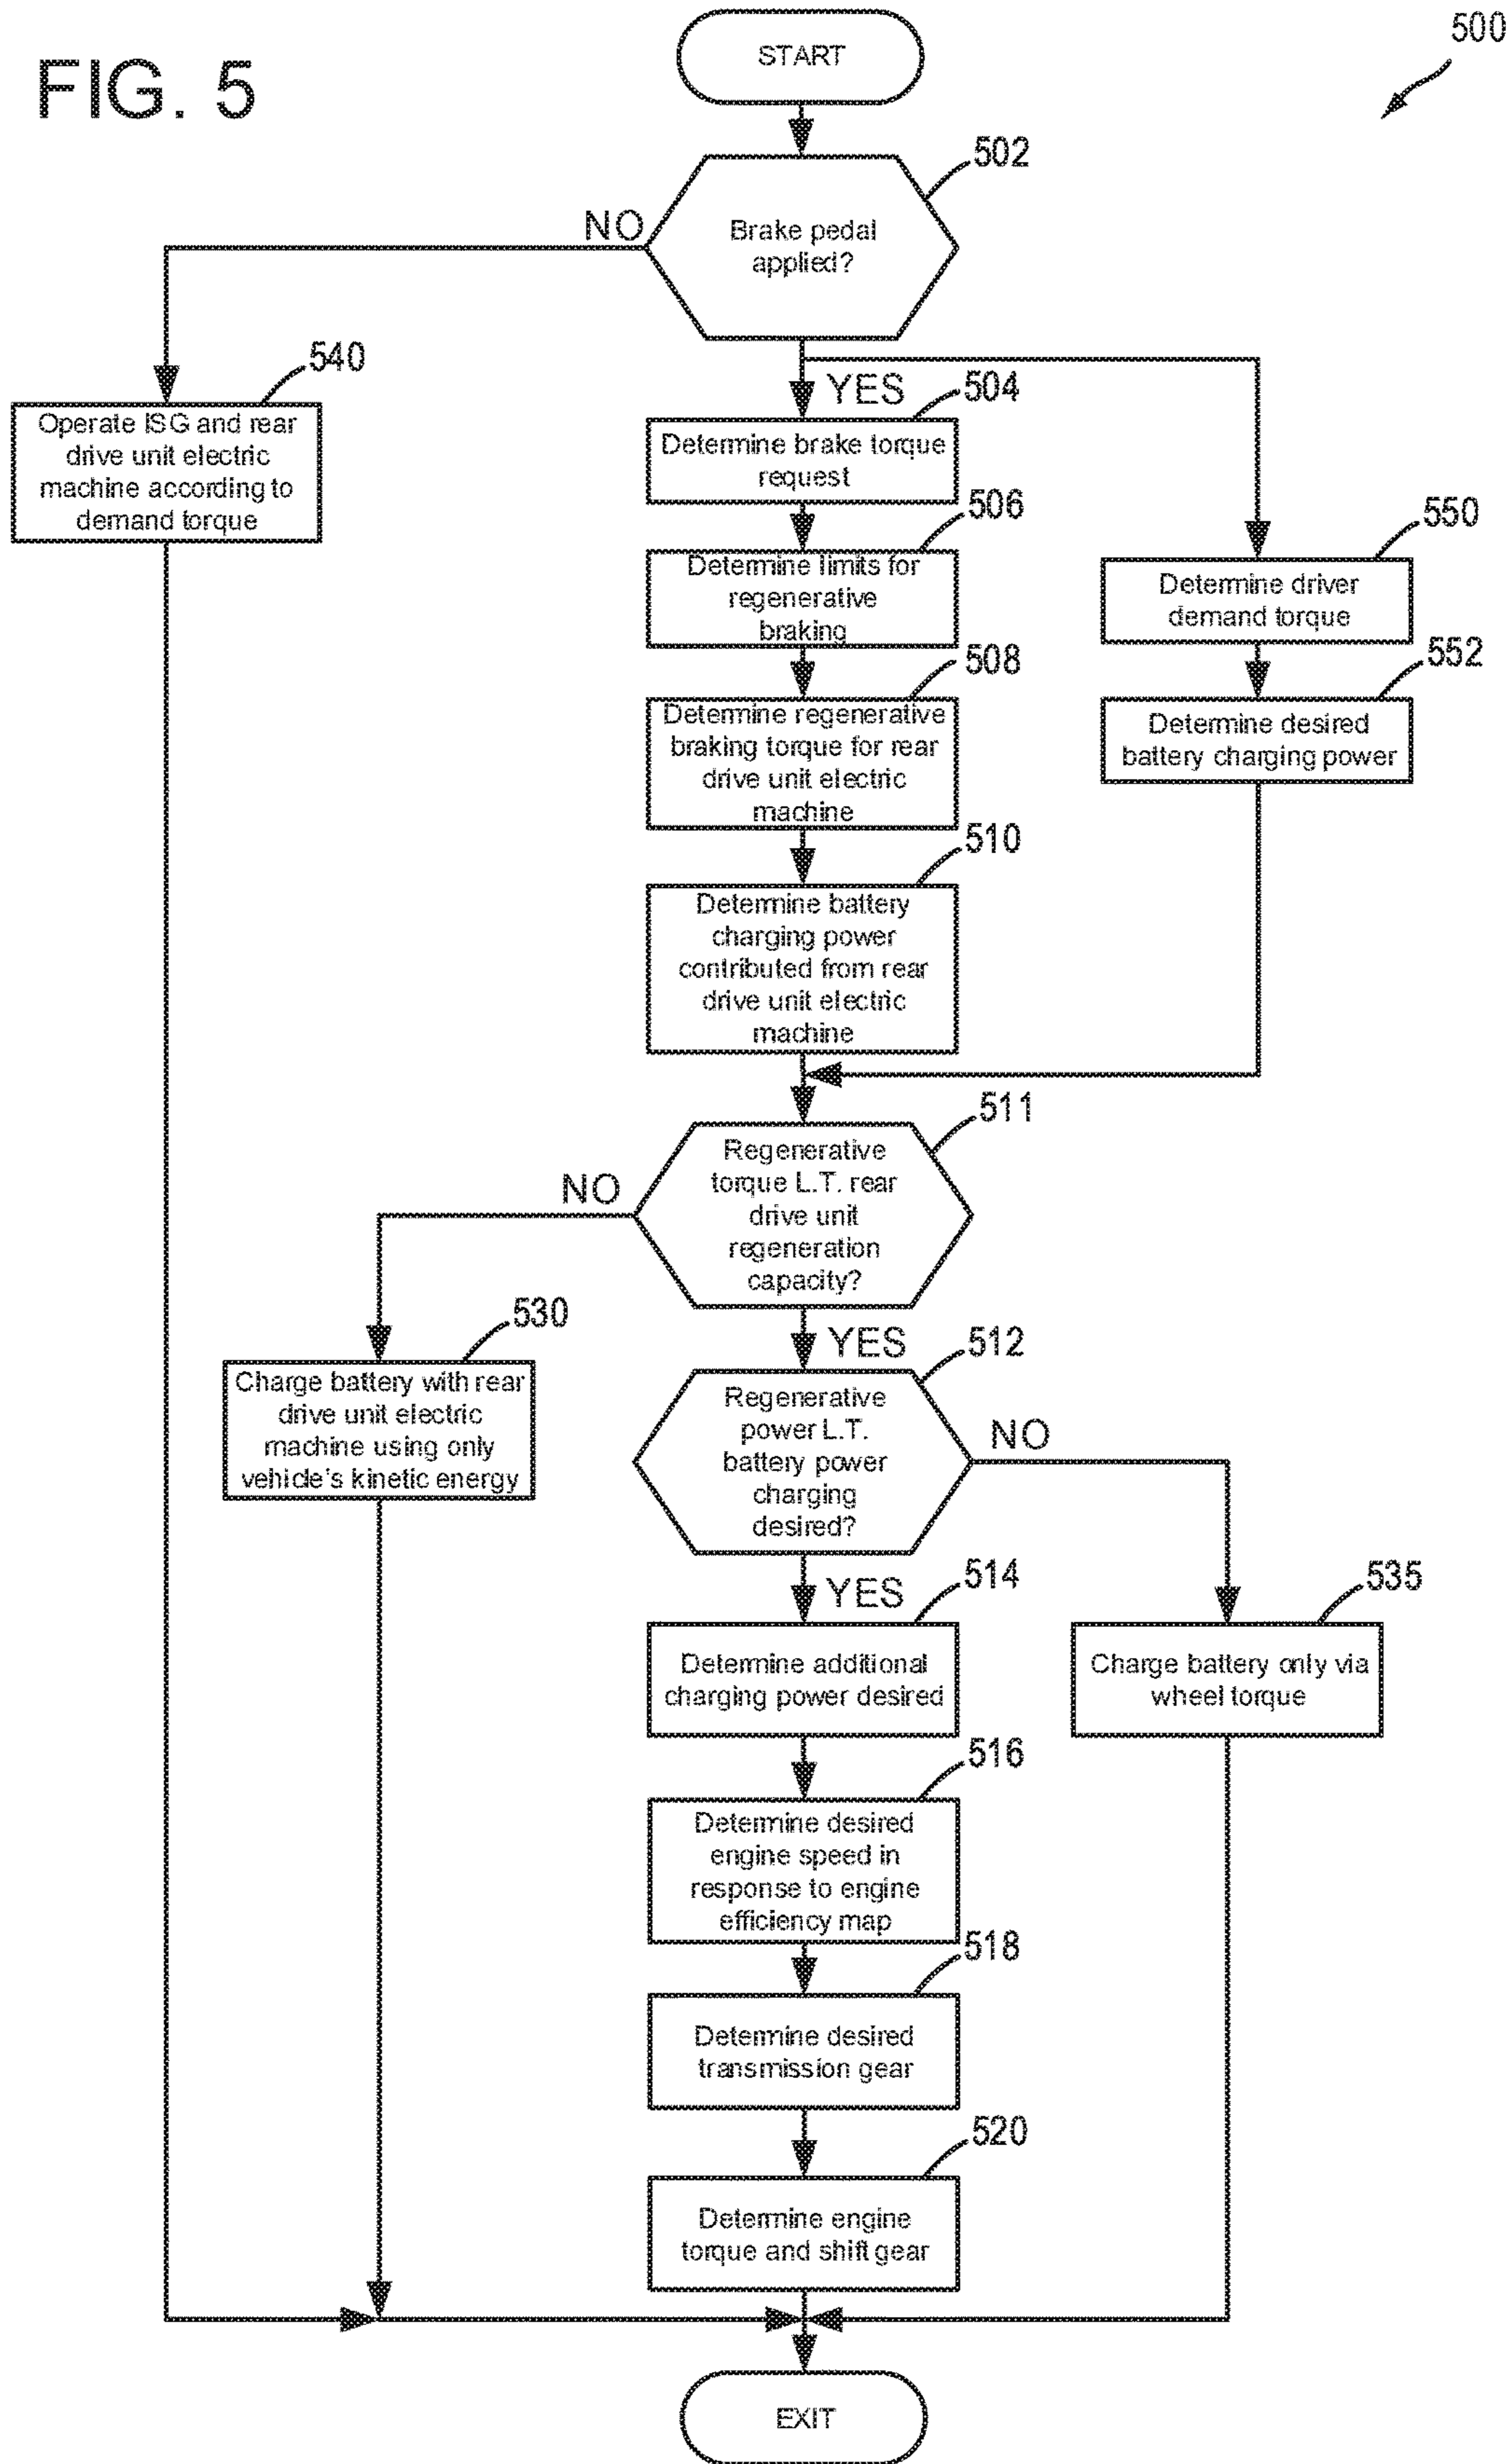 FIG. 5
500
START
502
Brake pedal
applied?
NO
YES
540
Operate ISG and rear
drive unit electric
machine according to
demand torque
504
Determine brake torque
request
506
Determine limits for
regenerative
braking
550
Determine driver
demand torque
508
Determine regenerative
braking torque for rear
drive unit electric
machine
552
Determine desired
battery charging power
510
Determine battery
charging power
contributed from rear
drive unit electric
machine
511
Regenerative
torque L.T. rear
drive unit
regeneration
capacity?
NO
YES
530
Charge battery with rear
drive unit electric
machine using only
vehicle's kinetic energy
512
Regenerative
power L.T.
battery power
charging
desired?
NO
YES
514
Determine additional
charging power desired
535
Charge battery only via
wheel torque
516
Determine desired
engine speed in
response to engine
efficiency map
518
Determine desired
transmission gear
520
Determine engine
torque and shift gear
EXIT